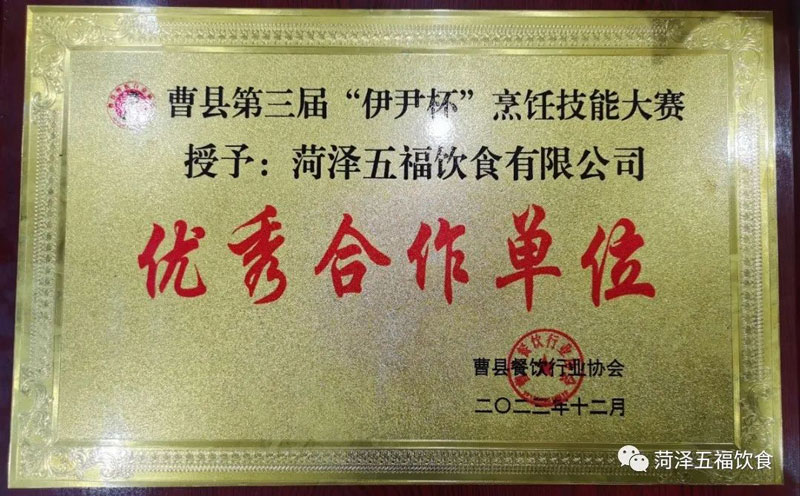 曹县第三届“伊尹杯”烹饪技能大赛
授予：菏泽五福饮食有限公司
优秀合作单位
曹县餐饮行业协会
二〇二三年十二月
菏泽五福饮食